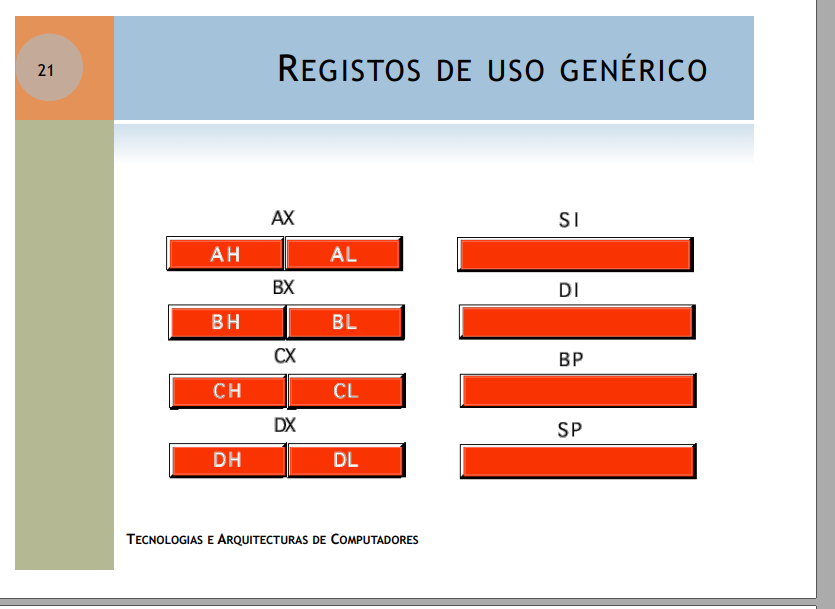 21
REGISTOS DE USO GENÉRICO
AX
AH AL
BX
BH BL
CX
CH CL
DX
DH DL
SI
DI
BP
SP
TECNOLOGIAS E ARQUITECTURAS DE COMPUTADORES